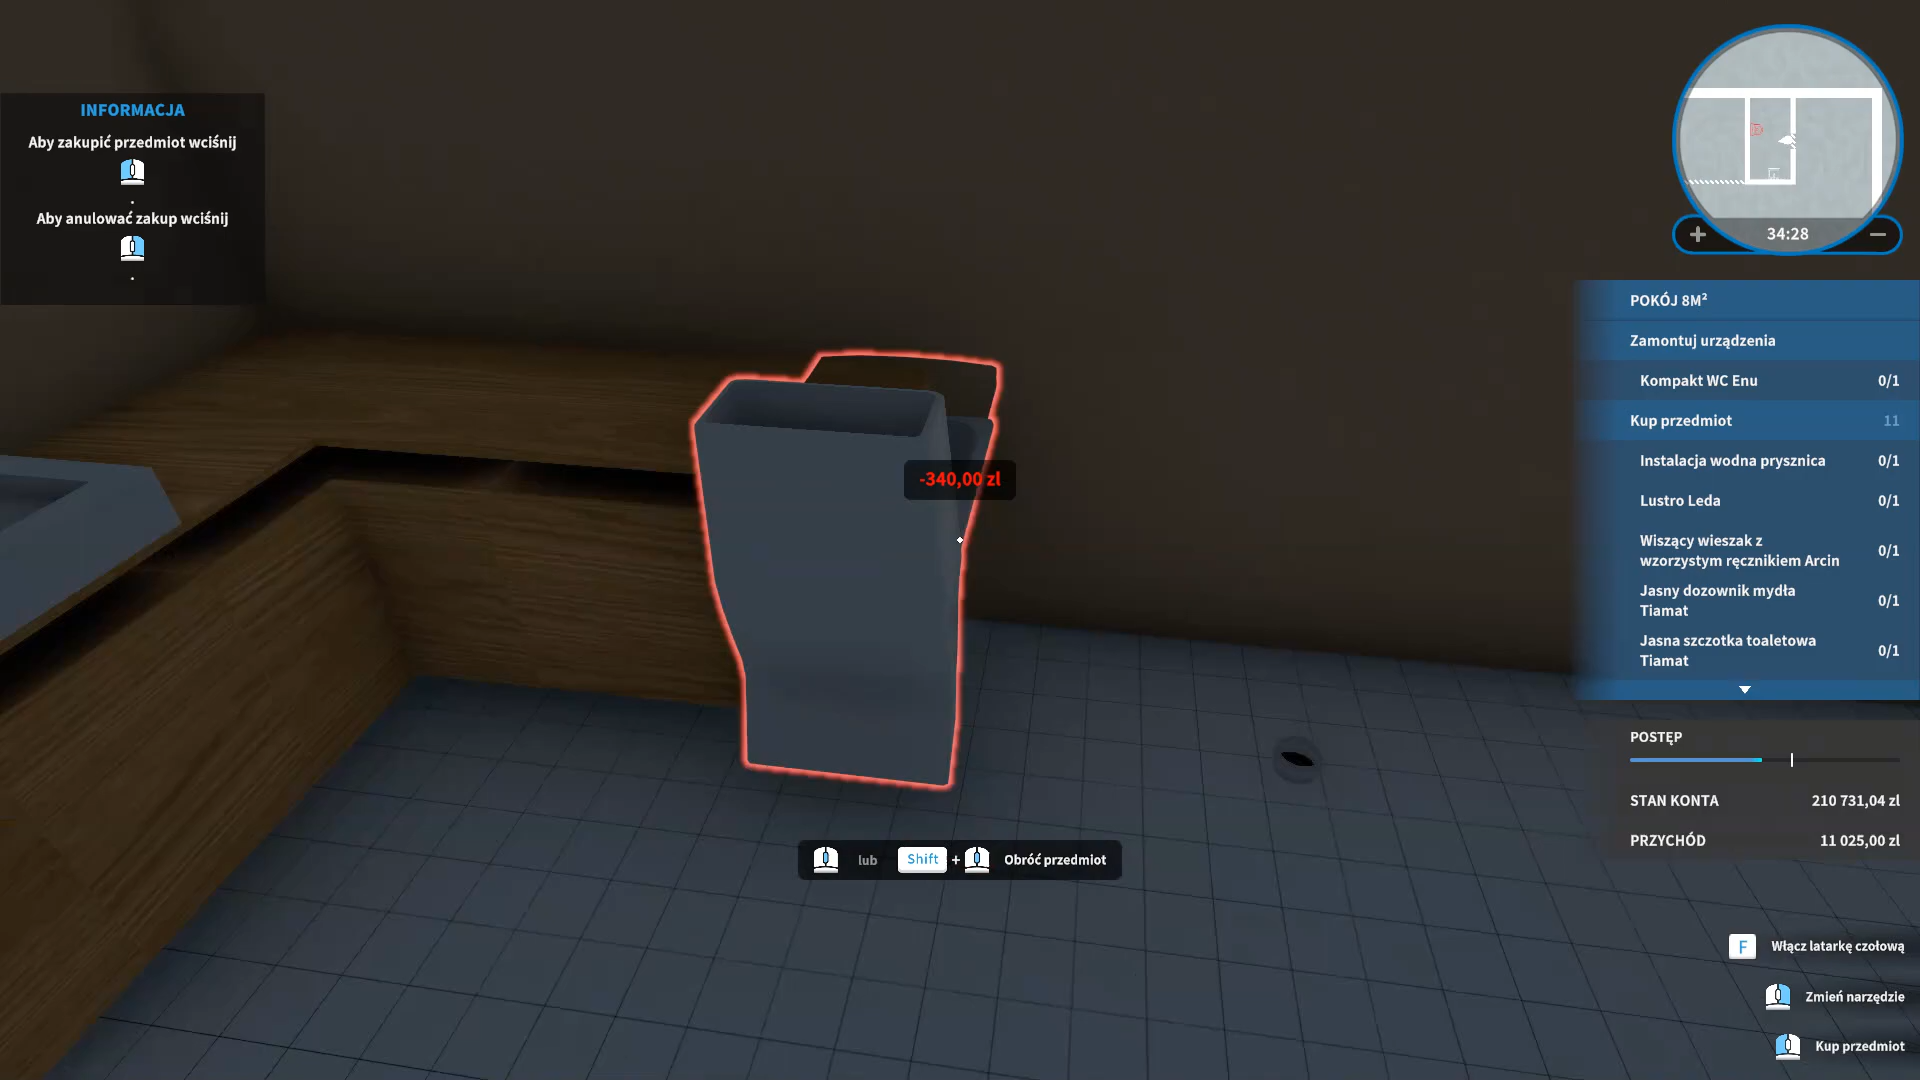 INFORMACJA
Aby zakupić przedmiot wciśnij
.
Aby anulować zakup wciśnij
.
34:28
POKÓJ 8M²
Zamontuj urządzenia
Kompakt WC Enu 0/1
Kup przedmiot 11
Instalacja wodna prysznica 0/1
Lustro Leda 0/1
Wiszący wieszak z
wzorzystym ręcznikiem Arcin 0/1
Jasny dozownik mydła
Tiamat 0/1
Jasna szczotka toaletowa
Tiamat 0/1
-340,00 zl
POSTĘP
STAN KONTA 210 731,04 zl
PRZYCHÓD 11 025,00 zl
lub Shift + Obróć przedmiot
F Włącz latarkę czołową
Zmień narzędzie
Kup przedmiot